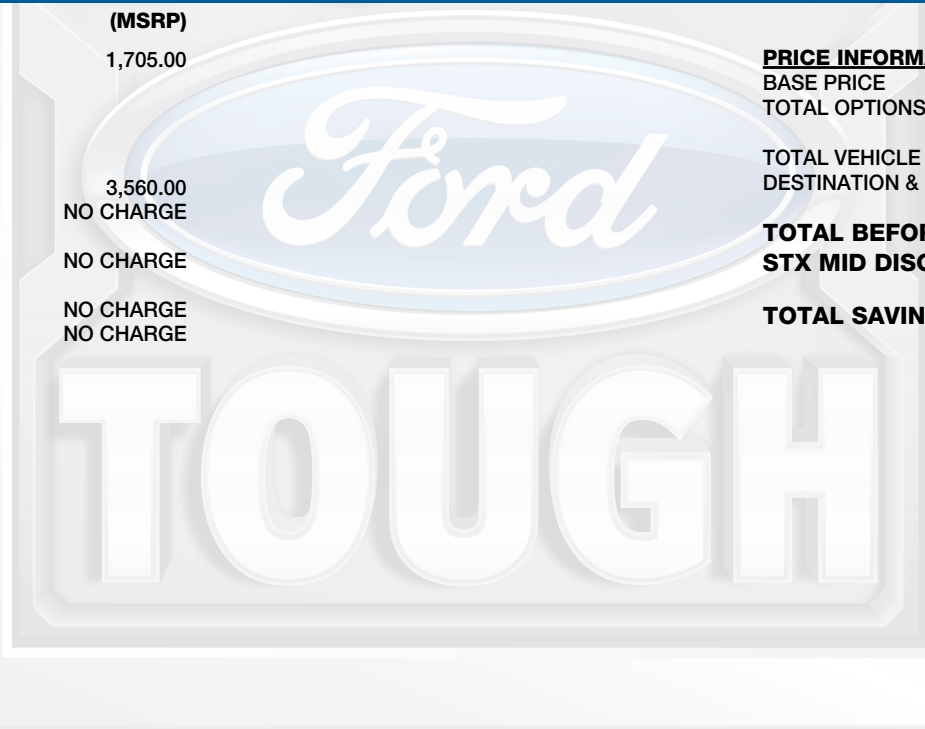 (MSRP)
1,705.00
3,560.00
NO CHARGE
NO CHARGE
NO CHARGE
NO CHARGE
PRICE INFORMA
BASE PRICE
TOTAL OPTIONS
TOTAL VEHICLE
DESTINATION &
TOTAL BEFOR
STX MID DISC
TOTAL SAVIN
Ford
TOUGH